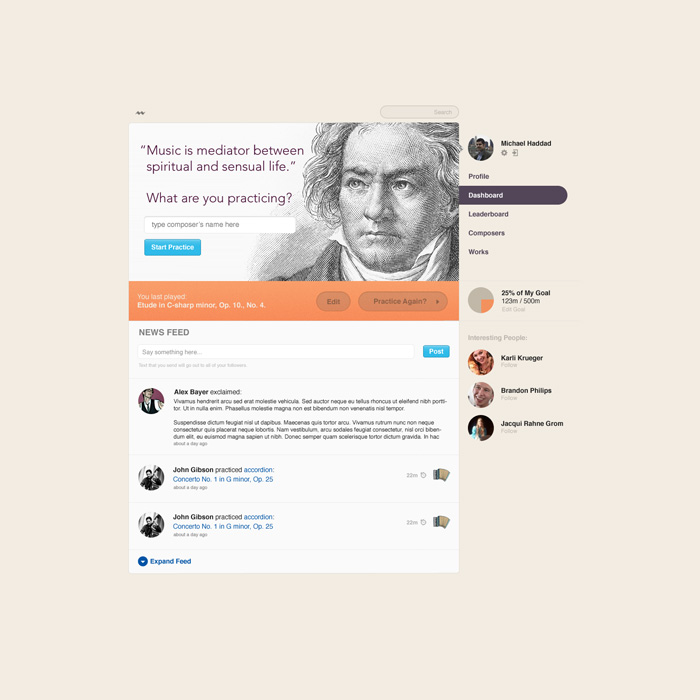 Search
“Music is mediator between
spiritual and sensual life.”
What are you practicing?
type composer's name here
Start Practice
You last played:
Etude in C-sharp minor, Op. 10., No. 4.
Edit
Practice Again?
NEWS FEED
Say something here...
Post
Text that you send will go out to all of your followers
Alex Bayer exclaimed:
Vivamus hendrerit arcu sed erat molestie vehicula. Sed auctor neque eu tellus rhoncus ut eleifend nibh portti-
tor. Ut in nulla enim. Phasellus molestie magna non est bibendum non venenatis nisl tempor.
Suspendisse dictum feugiat nisl ut dapibus. Maecenas quis tortor arcu. Vivamus rutrum nunc non neque
consectetur quis placerat neque lobortis. Nam vestibulum, arcu sodales feugiat consectetur, nisl orci biben-
dum elit, eu euismod magna sapien ut nibh. Donec semper quam scelerisque tortor dictum gravida. In hac
about a day ago
John Gibson practiced accordion:
Concerto No. 1 in G minor, Op. 25
about a day ago
22m
John Gibson practiced accordion:
Concerto No. 1 in G minor, Op. 25
about a day ago
22m
Expand Feed
Michael Haddad
Profile
Dashboard
Leaderboard
Composers
Works
25% of My Goal
123m / 500m
Edit Goal
Interesting People:
Karli Krueger
Follow
Brandon Philips
Follow
Jacqui Rahne Grom
Follow